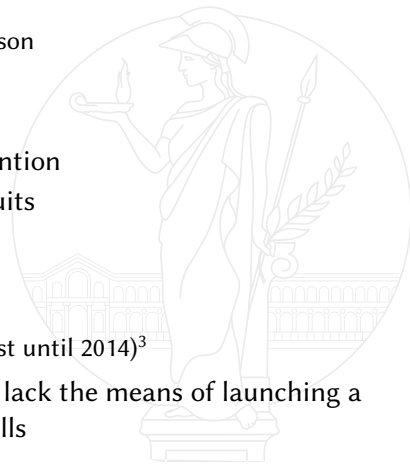 son
ntion
uits
st until 2014)³
lack the means of launching a
lls